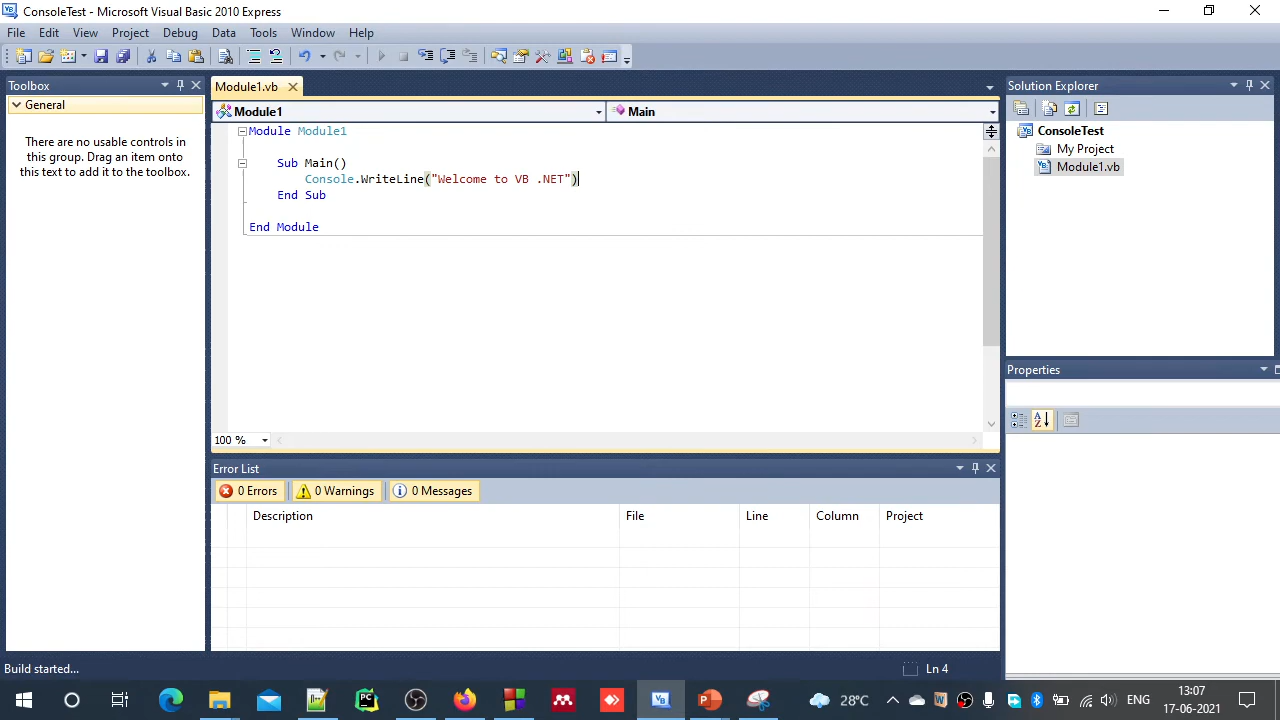 ConsoleTest - Microsoft Visual Basic 2010 Express
File Edit View Project Debug Data Tools Window Help
Toolbox
General
There are no usable controls in
this group. Drag an item onto
this text to add it to the toolbox.
Module1.vb
Module1
Main
Module Module1
Sub Main()
Console.WriteLine("Welcome to VB .NET")
End Sub
End Module
100 %
Solution Explorer
ConsoleTest
My Project
Module1.vb
Properties
Error List
0 Errors
0 Warnings
0 Messages
Description File Line Column Project
Build started...
Ln 4
28°C
ENG
13:07
17-06-2021